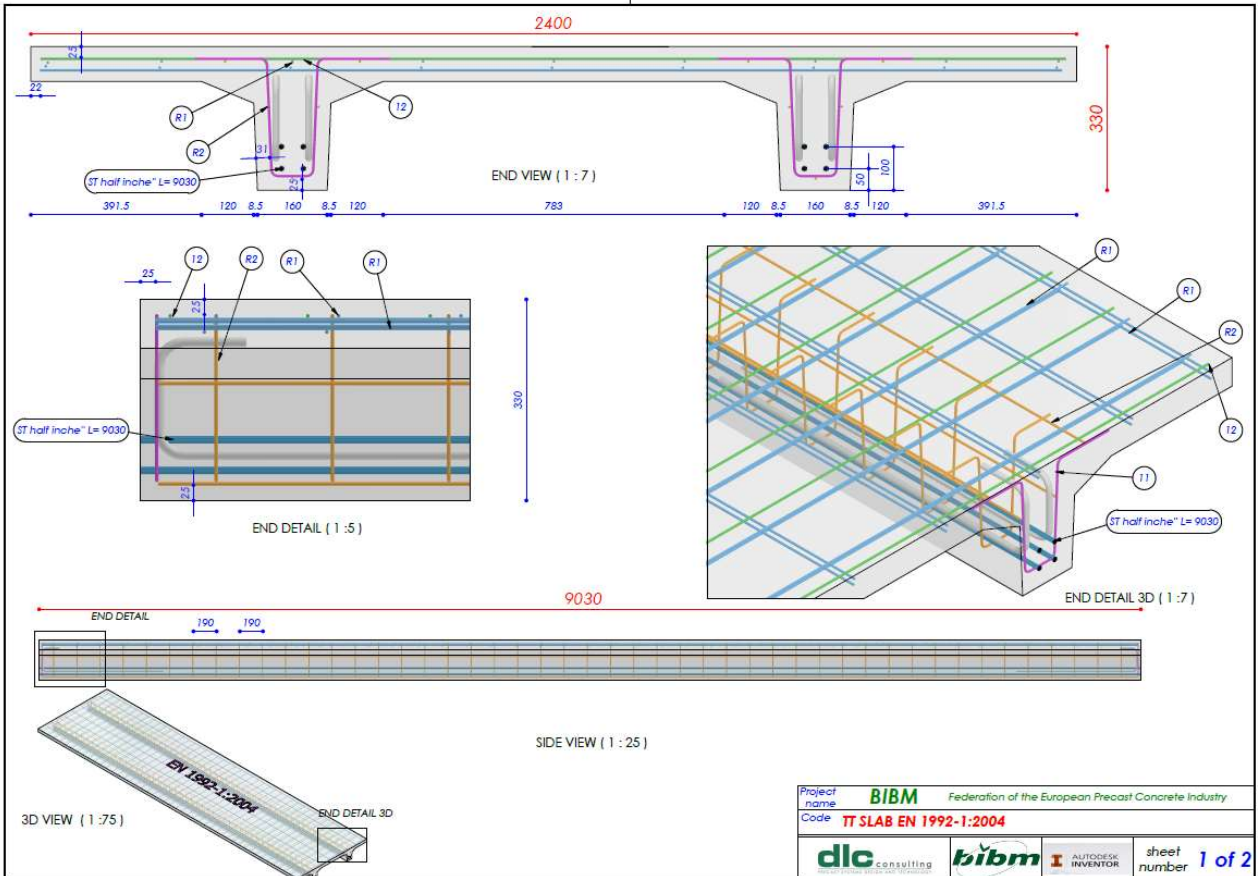 2400
25
22
R1
R2
12
31
25
ST half inche" L= 9030
END VIEW ( 1 : 7 )
50
100
330
391.5 120 8.5 160 8.5 120 783 120 8.5 160 8.5 120 391.5
25
12
R2
R1
R1
25
ST half inche" L= 9030
25
330
END DETAIL ( 1 :5 )
R1
R1
R2
12
11
ST half inche" L= 9030
END DETAIL 3D ( 1 :7 )
9030
END DETAIL
190 190
SIDE VIEW ( 1 : 25 )
EN 1992-1:2004
3D VIEW ( 1 :75 )
END DETAIL 3D
Project name BIBM Federation of the European Precast Concrete Industry
Code TT SLAB EN 1992-1:2004
dlc consulting
bibm
AUTODESK INVENTOR
sheet number 1 of 2